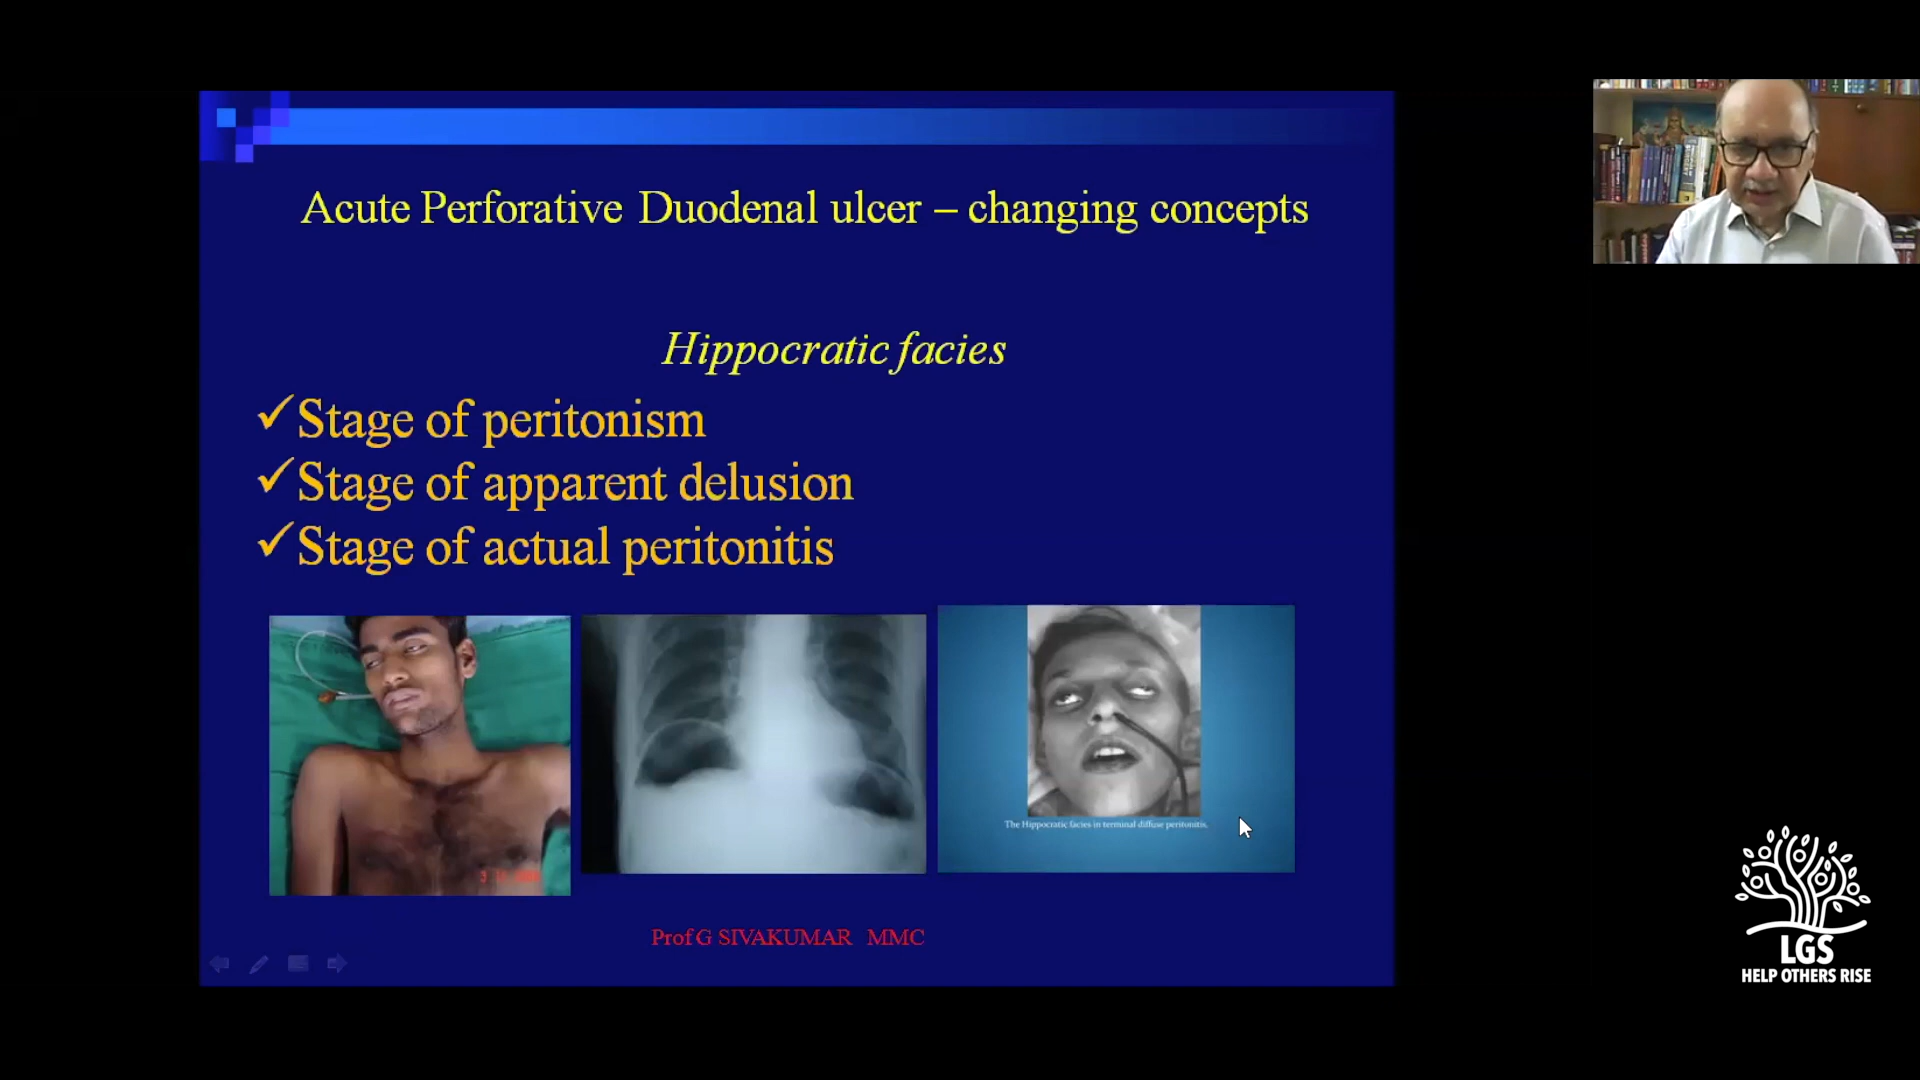 Acute Perforative Duodenal ulcer – changing concepts
Hippocratic facies
✓Stage of peritonism
✓Stage of apparent delusion
✓Stage of actual peritonitis
The Hippocratic facies in terminal diffuse peritonitis.
Prof G SIVAKUMAR MMC
LGS
HELP OTHERS RISE